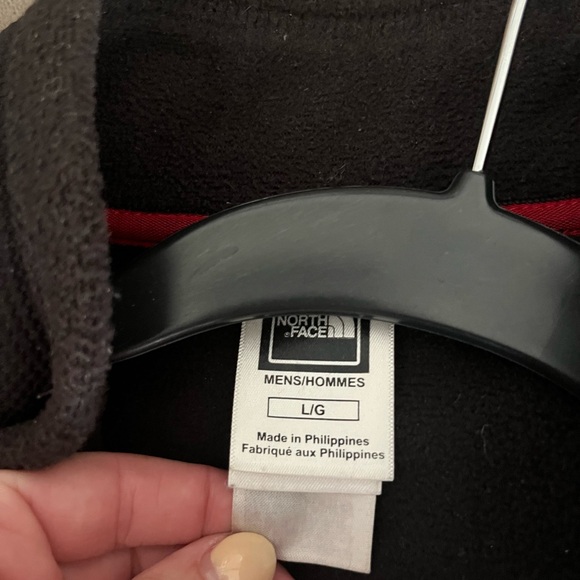 NORTH
FACE
MENS/HOMMES
L/G
Made in Philippines
Fabriqué aux Philippines